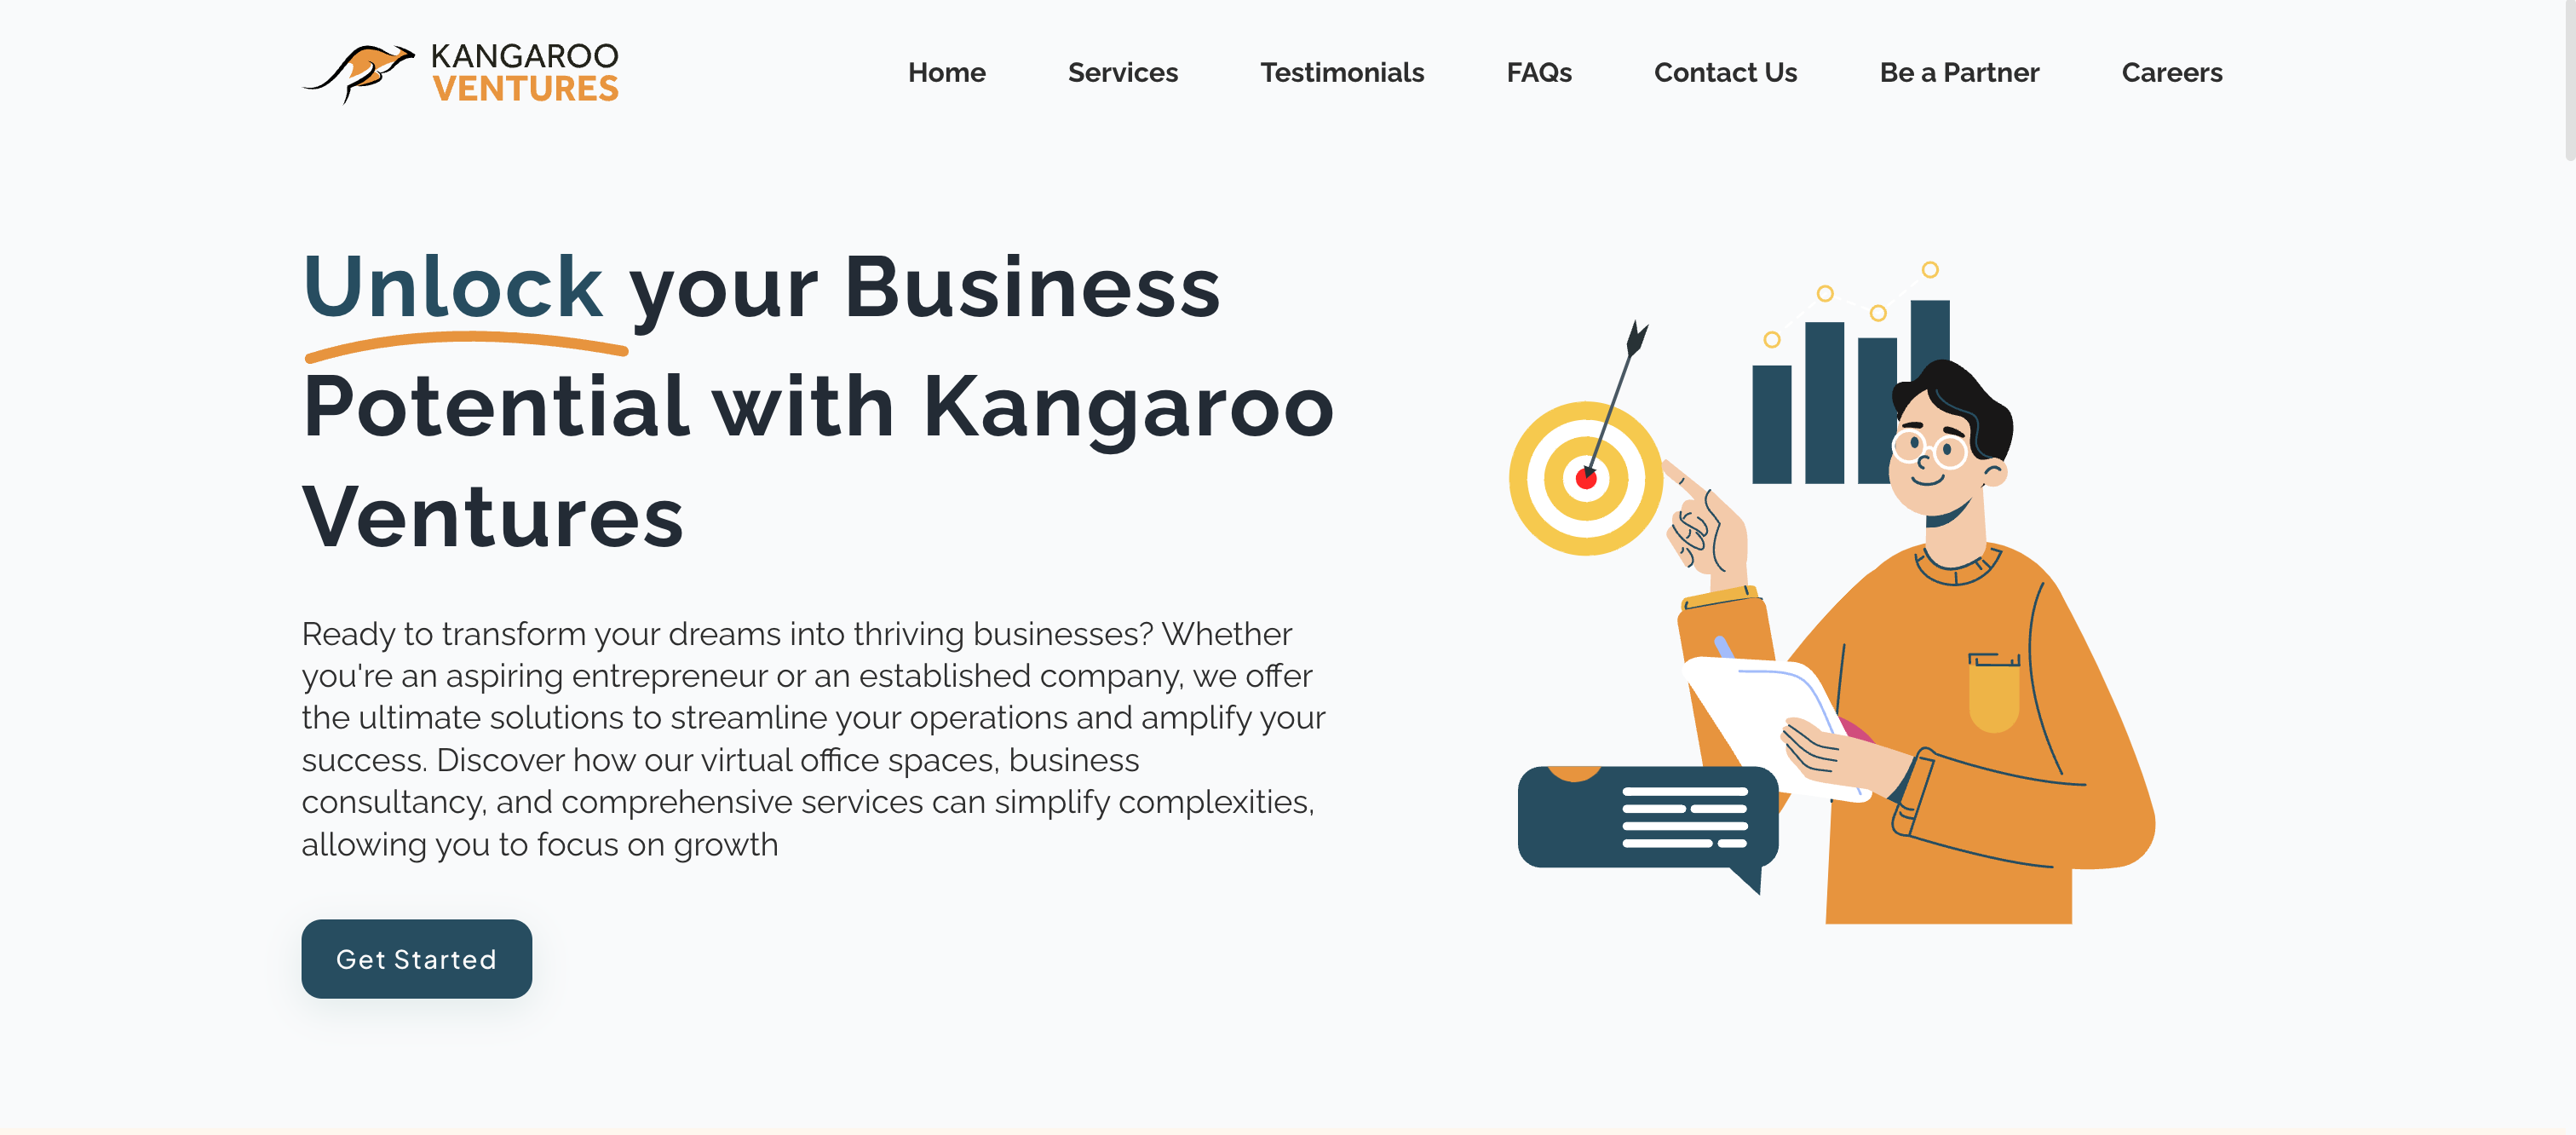 KANGAROO
VENTURES
Home Services Testimonials FAQs Contact Us Be a Partner Careers
Unlock your Business
Potential with Kangaroo
Ventures
Ready to transform your dreams into thriving businesses? Whether
you're an aspiring entrepreneur or an established company, we offer
the ultimate solutions to streamline your operations and amplify your
success. Discover how our virtual office spaces, business
consultancy, and comprehensive services can simplify complexities,
allowing you to focus on growth
Get Started